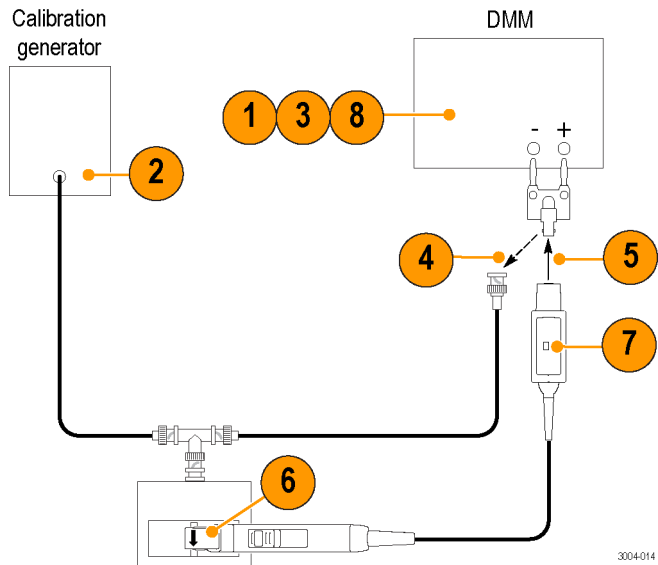 Calibration
generator
DMM
1 3 8
- +
2
4
5
7
6
3004-014